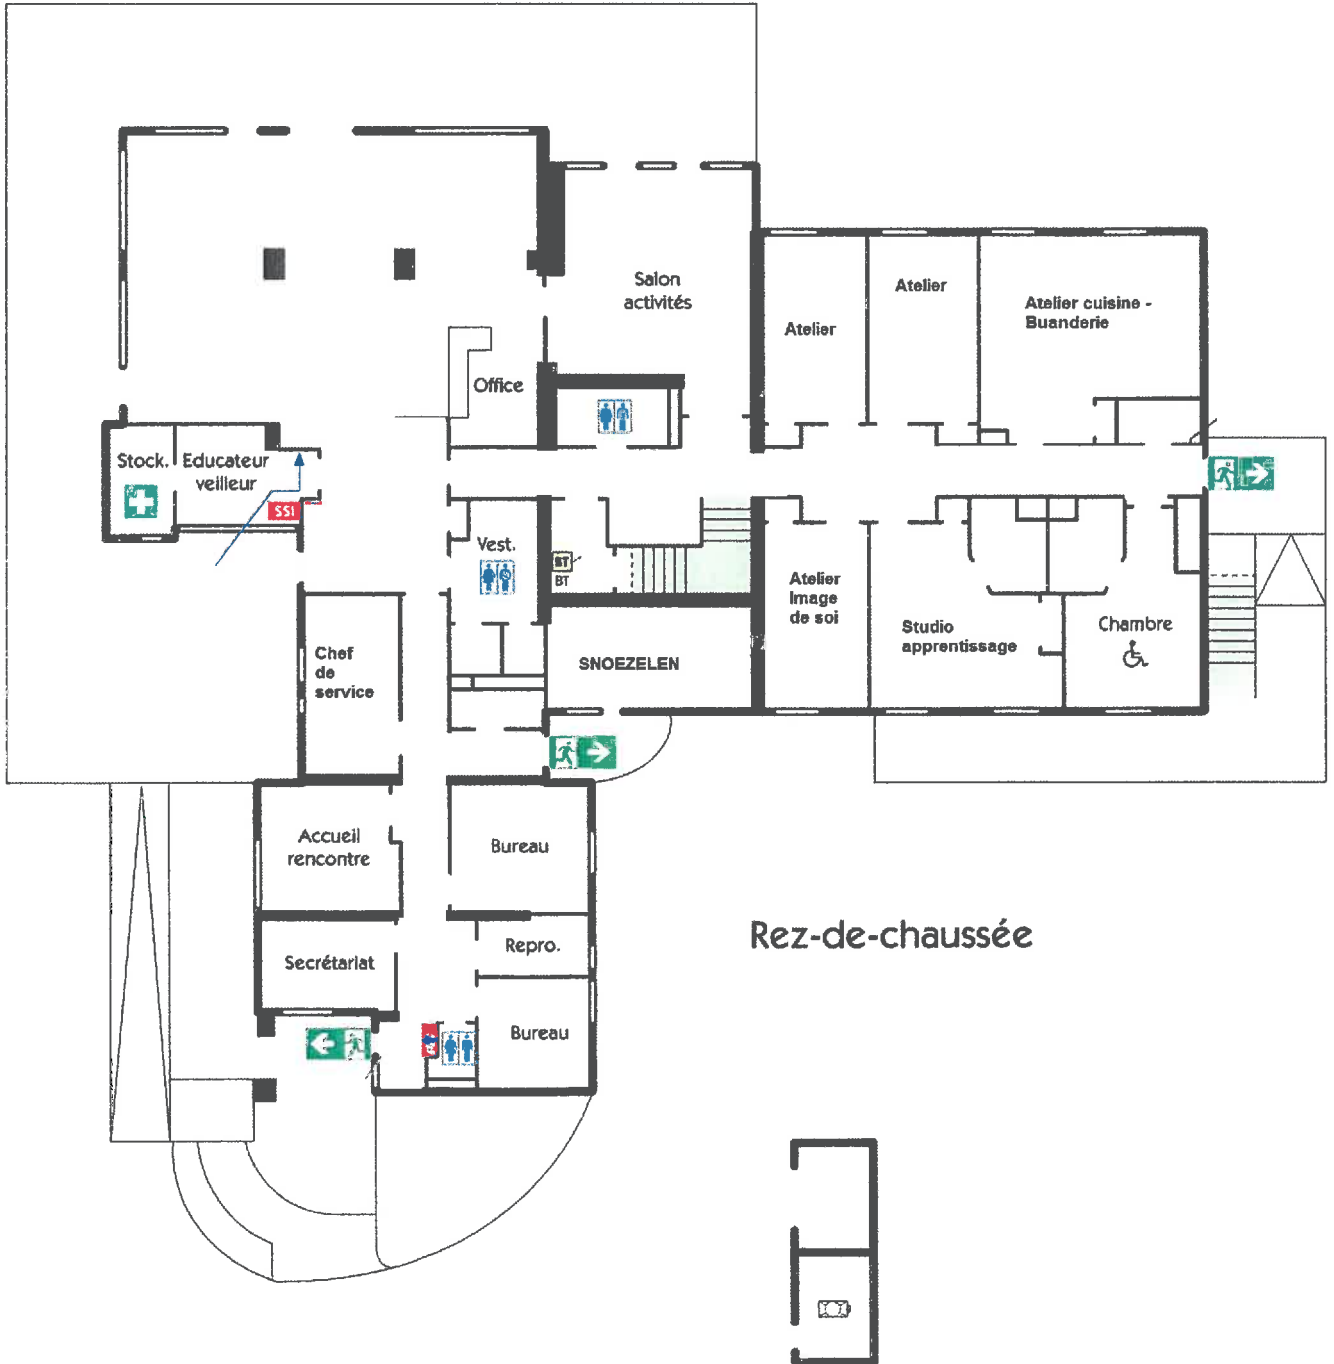 Salon
activités
Atelier
Atelier
Atelier cuisine -
Buanderie
Office
Stock.
Educateur
veilleur
SSI
Vest.
BT
BT
Atelier
Image
de soi
Studio
apprentissage
Chambre
SNOEZELEN
Chef
de
service
Accueil
rencontre
Bureau
Rez-de-chaussée
Secrétariat
Repro.
Bureau